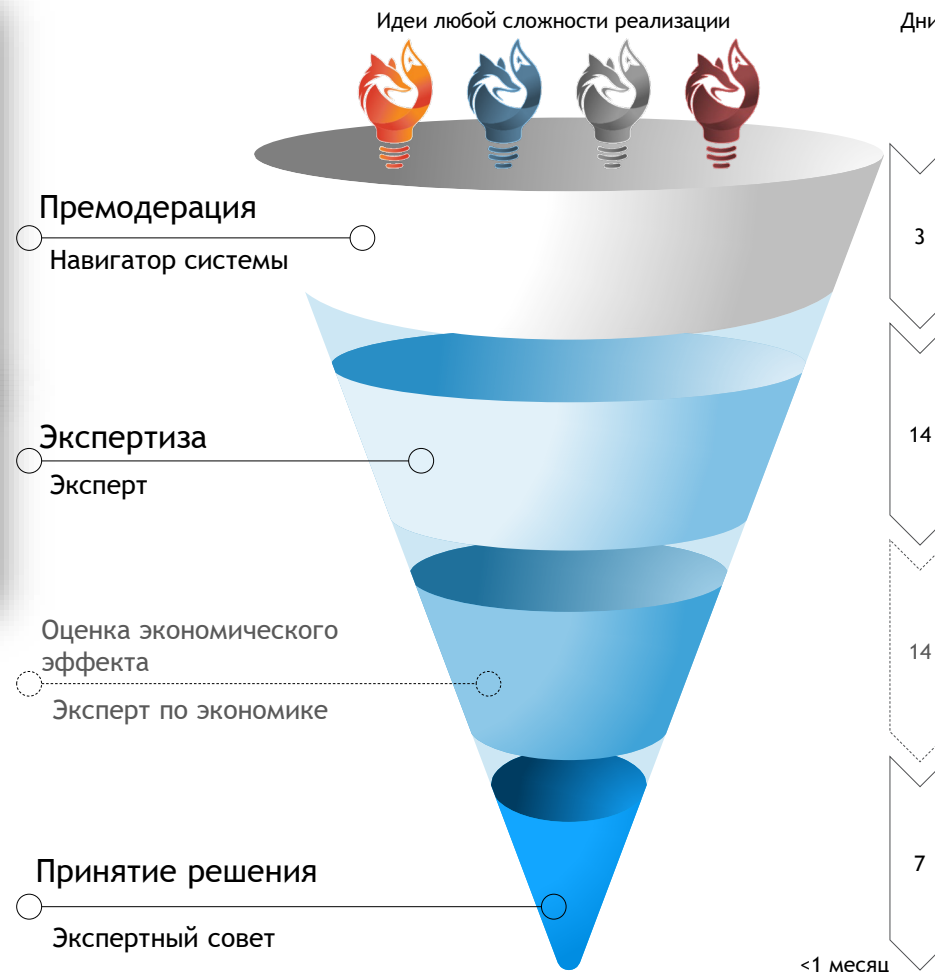 Идеи любой сложности реализации
Дни
Премодерация
Навигатор системы
3
Экспертиза
Эксперт
14
Оценка экономического
эффекта
Эксперт по экономике
14
Принятие решения
Экспертный совет
7
<1 месяц